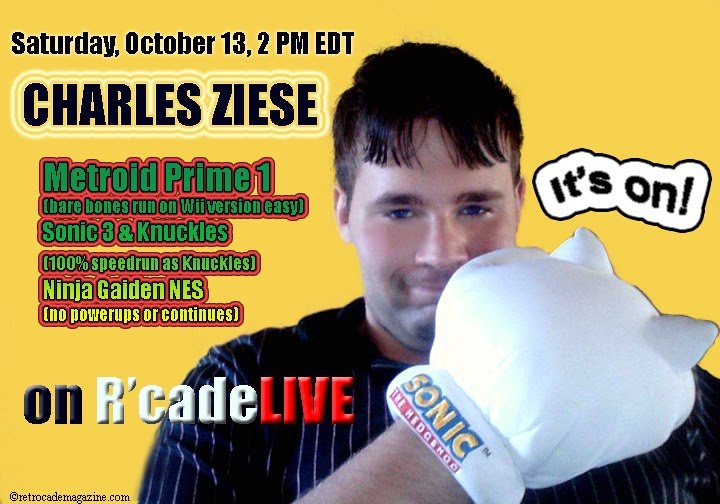 Saturday, October 13, 2 PM EDT
CHARLES ZIESE
Metroid Prime 1
(bare bones run on Wii version easy)
Sonic 3 & Knuckles
(100% speedrun as Knuckles)
Ninja Gaiden NES
(no powerups or continues)
It's on!
on R'cadeLIVE
SONIC
THE HEDGEHOG
TM
©retrocademagazine.com